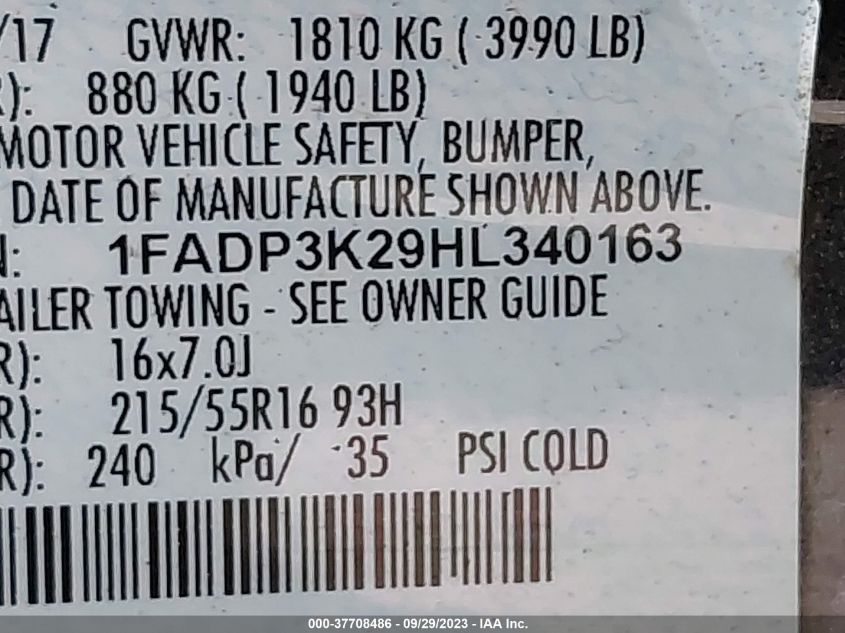 /17 GVWR: 1810 KG ( 3990 LB)
R): 880 KG ( 1940 LB)
MOTOR VEHICLE SAFETY, BUMPER,
DATE OF MANUFACTURE SHOWN ABOVE.
N: 1FADP3K29HL340163
AILER TOWING - SEE OWNER GUIDE
R): 16x7.0J
R): 215/55R16 93H
R): 240 kPa/ 35 PSI COLD
000-37708486 - 09/29/2023 - IAA Inc.